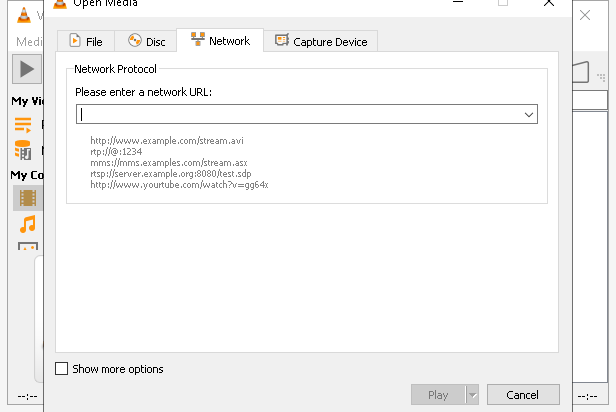 Open Media
Medi
File
Disc
Network
Capture Device
Network Protocol
Please enter a network URL:
http://www.example.com/stream.avi
rtp://@:1234
mms://mms.examples.com/stream.asx
rtsp://server.example.org:8080/test.sdp
http://www.yourtube.com/watch?v=gg64x
My Vi
My Co
Show more options
Play
Cancel
--:--
--:--